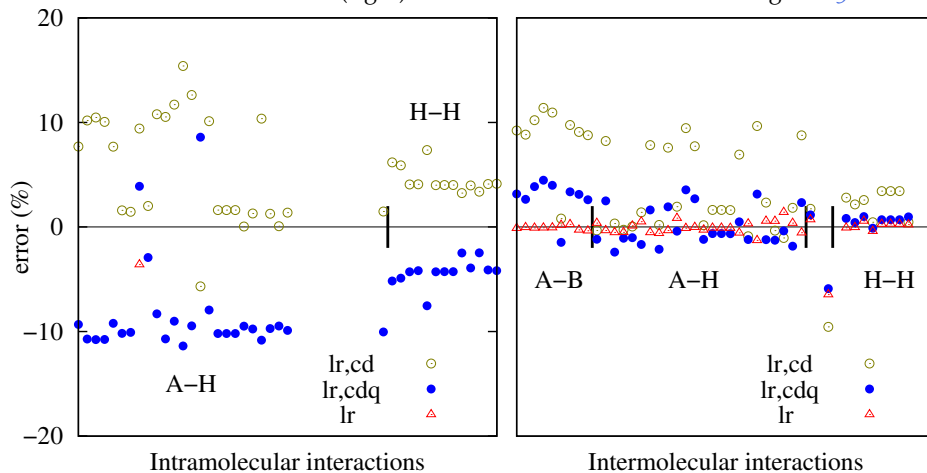 20
10
0
−10
−20
error (%)
H−H
A−H
lr,cd
lr,cdq
lr
Intramolecular interactions
A−B
A−H
H−H
lr,cd
lr,cdq
lr
Intermolecular interactions